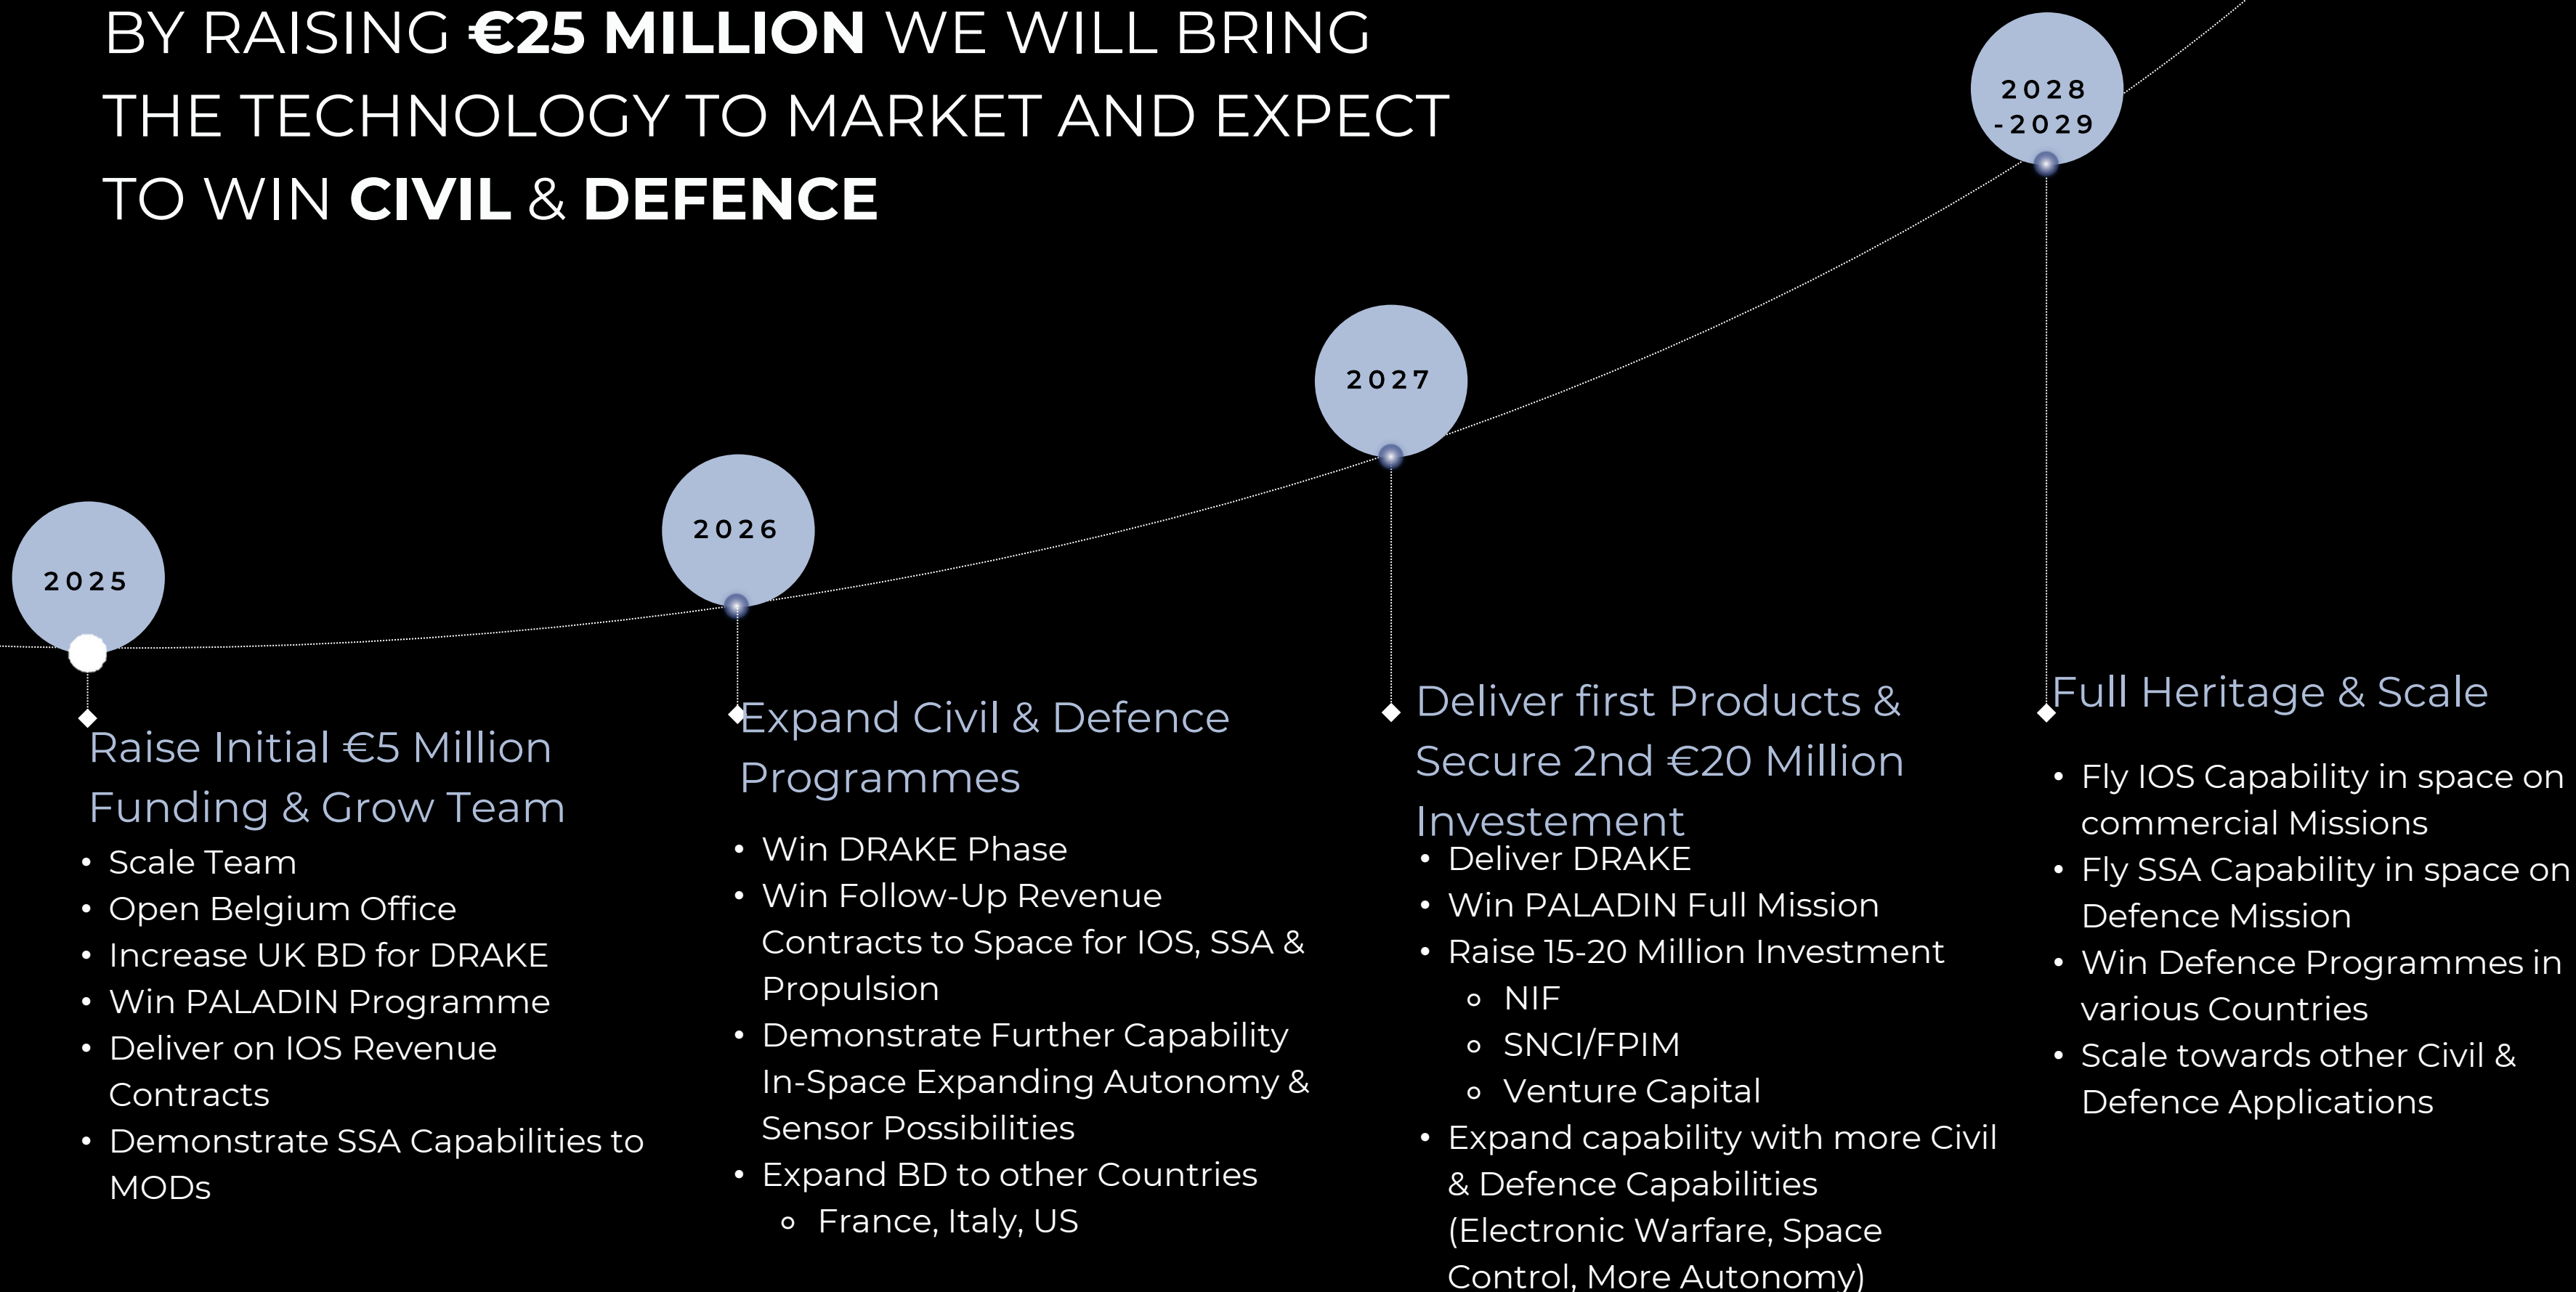 BY RAISING €25 MILLION WE WILL BRING
THE TECHNOLOGY TO MARKET AND EXPECT
TO WIN CIVIL & DEFENCE
2025
Raise Initial €5 Million
Funding & Grow Team
• Scale Team
• Open Belgium Office
• Increase UK BD for DRAKE
• Win PALADIN Programme
• Deliver on IOS Revenue
Contracts
• Demonstrate SSA Capabilities to
MODs
2026
Expand Civil & Defence
Programmes
• Win DRAKE Phase
• Win Follow-Up Revenue
Contracts to Space for IOS, SSA &
Propulsion
• Demonstrate Further Capability
In-Space Expanding Autonomy &
Sensor Possibilities
• Expand BD to other Countries
◦ France, Italy, US
2027
Deliver first Products &
Secure 2nd €20 Million
Investement
• Deliver DRAKE
• Win PALADIN Full Mission
• Raise 15-20 Million Investment
◦ NIF
◦ SNCI/FPIM
◦ Venture Capital
• Expand capability with more Civil
& Defence Capabilities
(Electronic Warfare, Space
Control, More Autonomy)
2028
-2029
Full Heritage & Scale
• Fly IOS Capability in space on
commercial Missions
• Fly SSA Capability in space on
Defence Mission
• Win Defence Programmes in
various Countries
• Scale towards other Civil &
Defence Applications